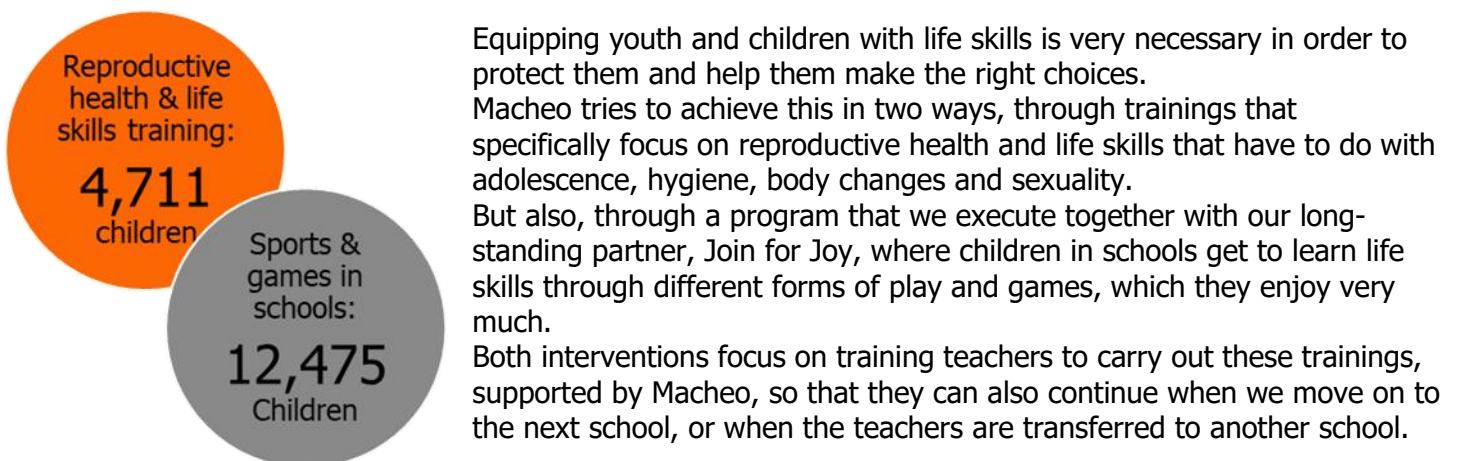 Reproductive
health & life
skills training:
4,711
children
Sports &
games in
schools:
12,475
Children
Equipping youth and children with life skills is very necessary in order to
protect them and help them make the right choices.
Macheo tries to achieve this in two ways, through trainings that
specifically focus on reproductive health and life skills that have to do with
adolescence, hygiene, body changes and sexuality.
But also, through a program that we execute together with our long-
standing partner, Join for Joy, where children in schools get to learn life
skills through different forms of play and games, which they enjoy very
much.
Both interventions focus on training teachers to carry out these trainings,
supported by Macheo, so that they can also continue when we move on to
the next school, or when the teachers are transferred to another school.